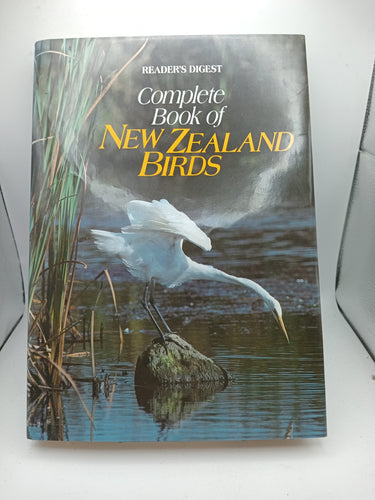 READER'S DIGEST
Complete
Book of
NEW ZEALAND
BIRDS